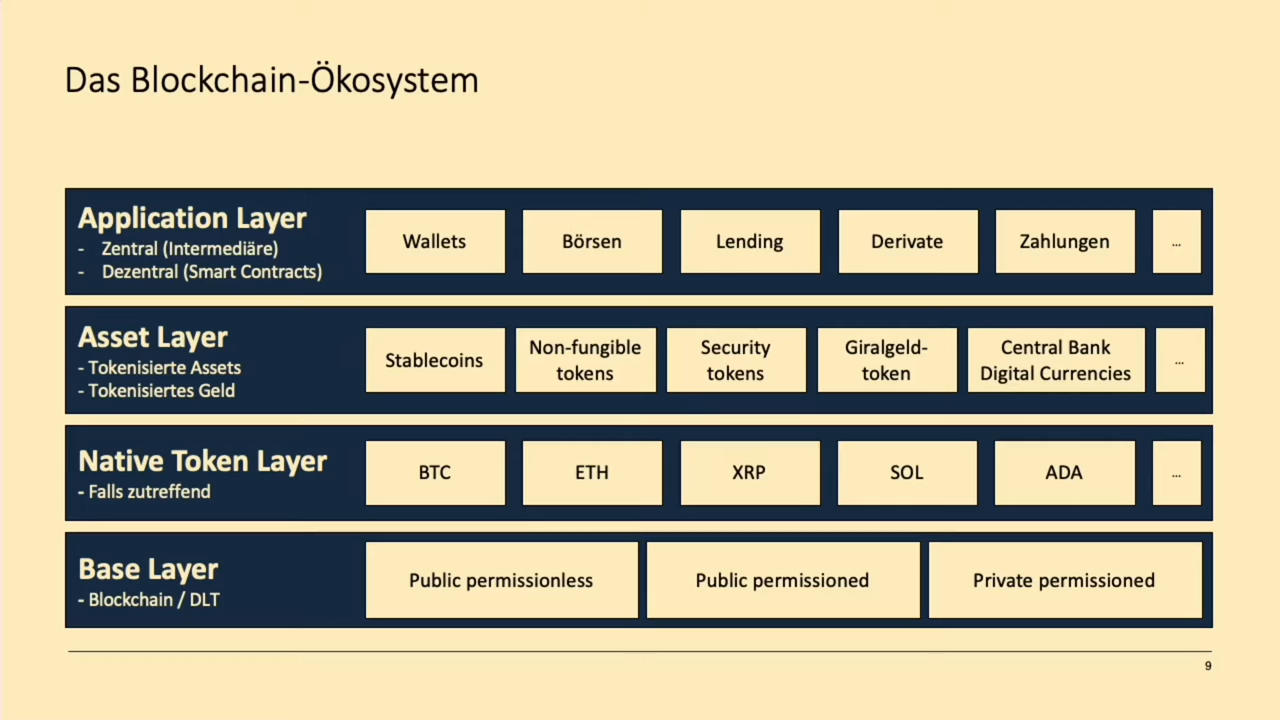 Das Blockchain-Ökosystem
Application Layer
- Zentral (Intermediäre)
- Dezentral (Smart Contracts)
Wallets
Börsen
Lending
Derivate
Zahlungen
...
Asset Layer
- Tokenisierte Assets
- Tokenisiertes Geld
Stablecoins
Non-fungible
tokens
Security
tokens
Giralgeld-
token
Central Bank
Digital Currencies
...
Native Token Layer
- Falls zutreffend
BTC
ETH
XRP
SOL
ADA
...
Base Layer
- Blockchain / DLT
Public permissionless
Public permissioned
Private permissioned
9